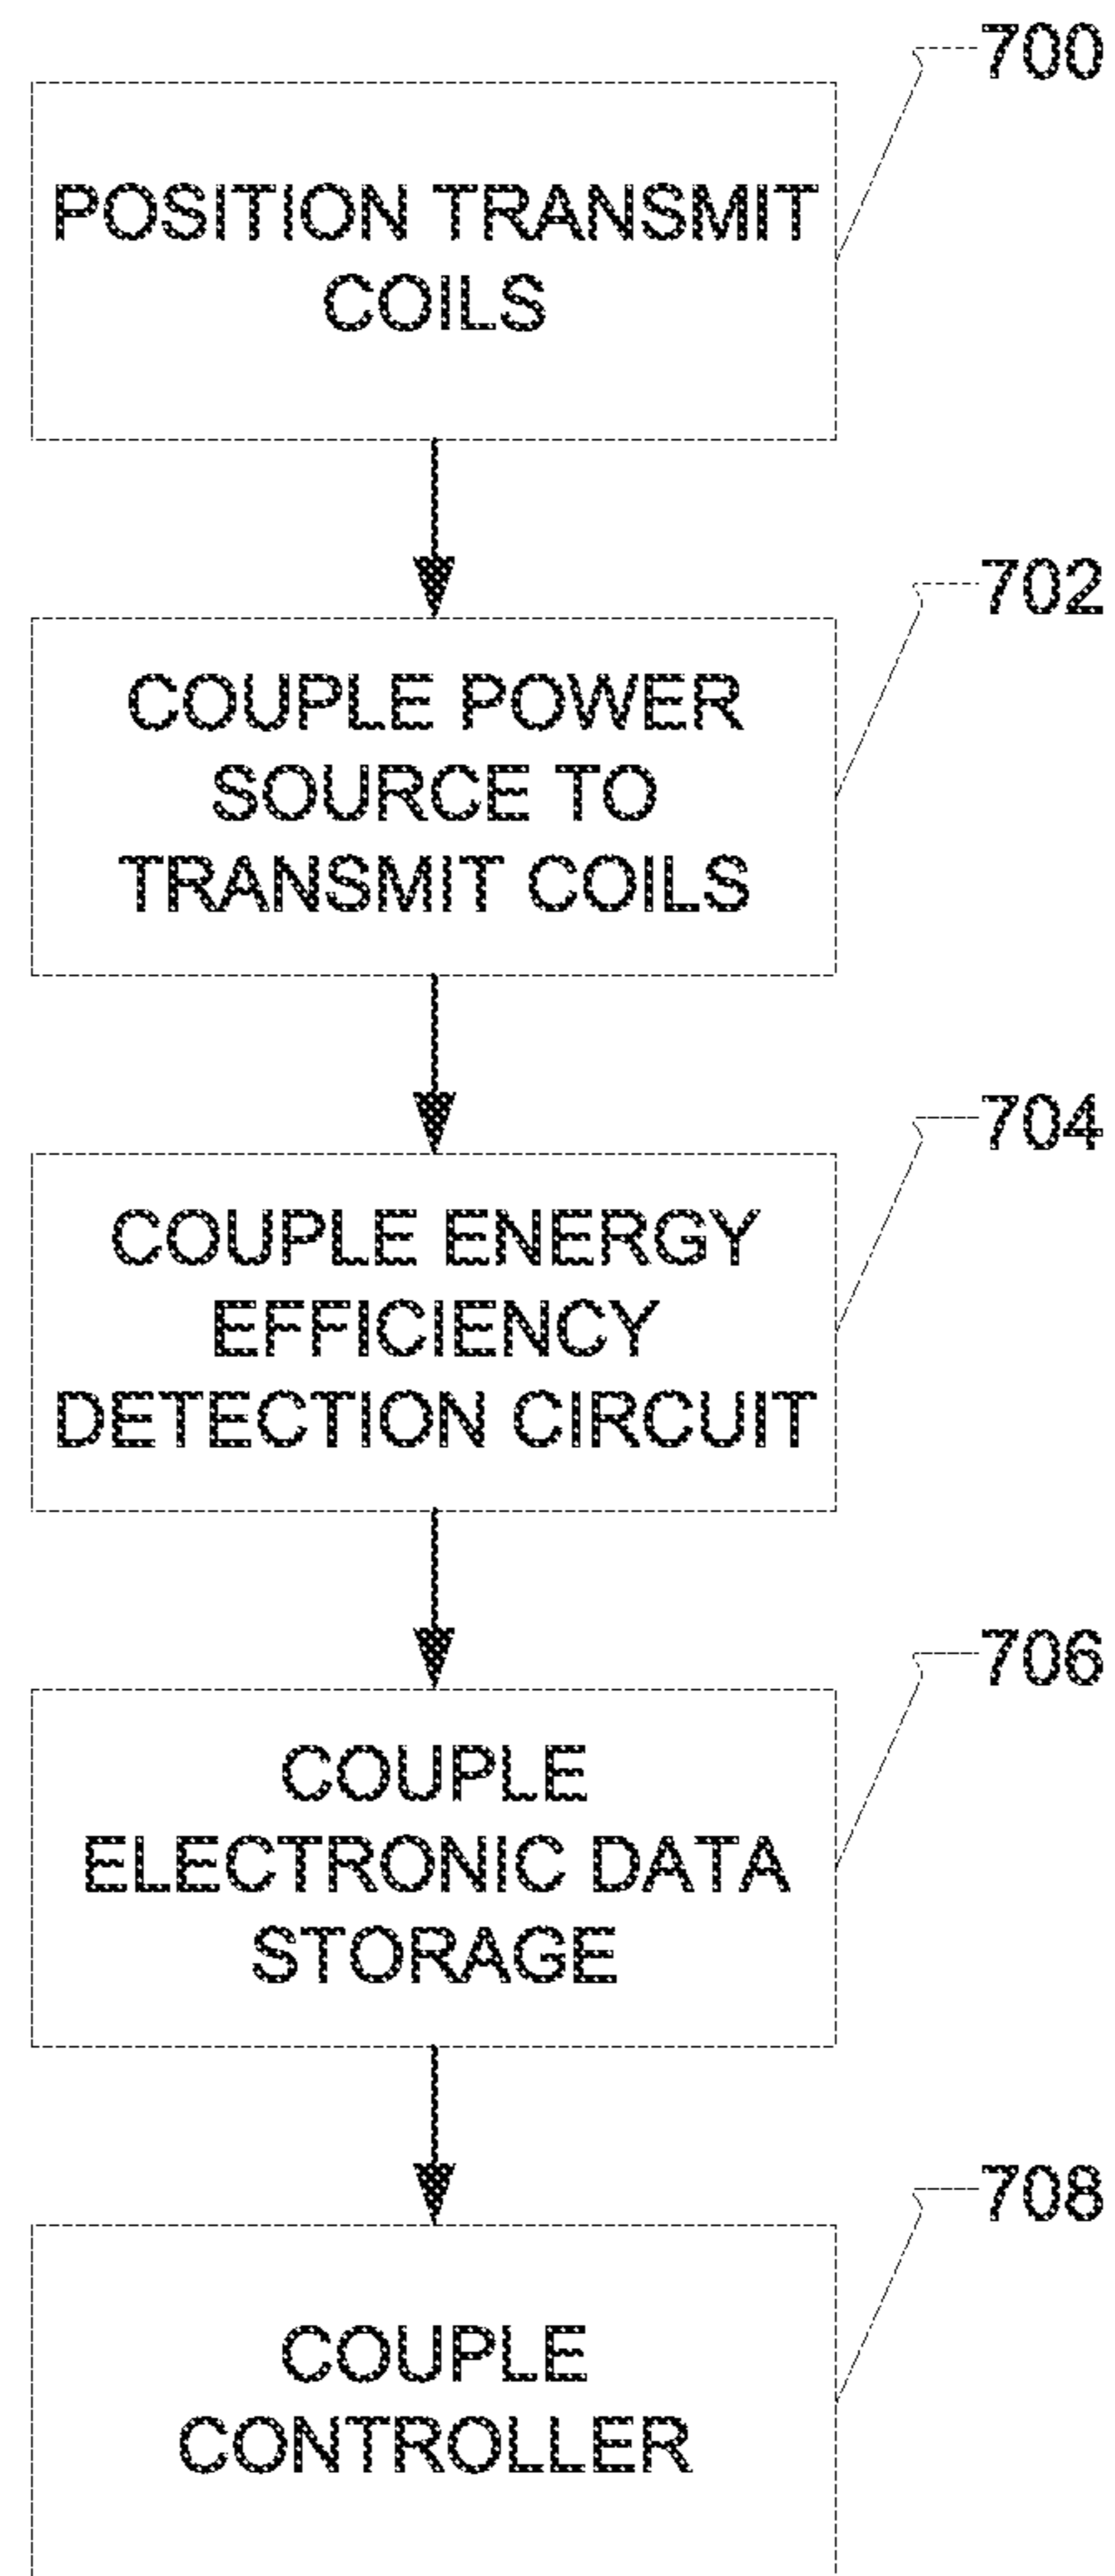 700
POSITION TRANSMIT
COILS
702
COUPLE POWER
SOURCE TO
TRANSMIT COILS
704
COUPLE ENERGY
EFFICIENCY
DETECTION CIRCUIT
706
COUPLE
ELECTRONIC DATA
STORAGE
708
COUPLE
CONTROLLER